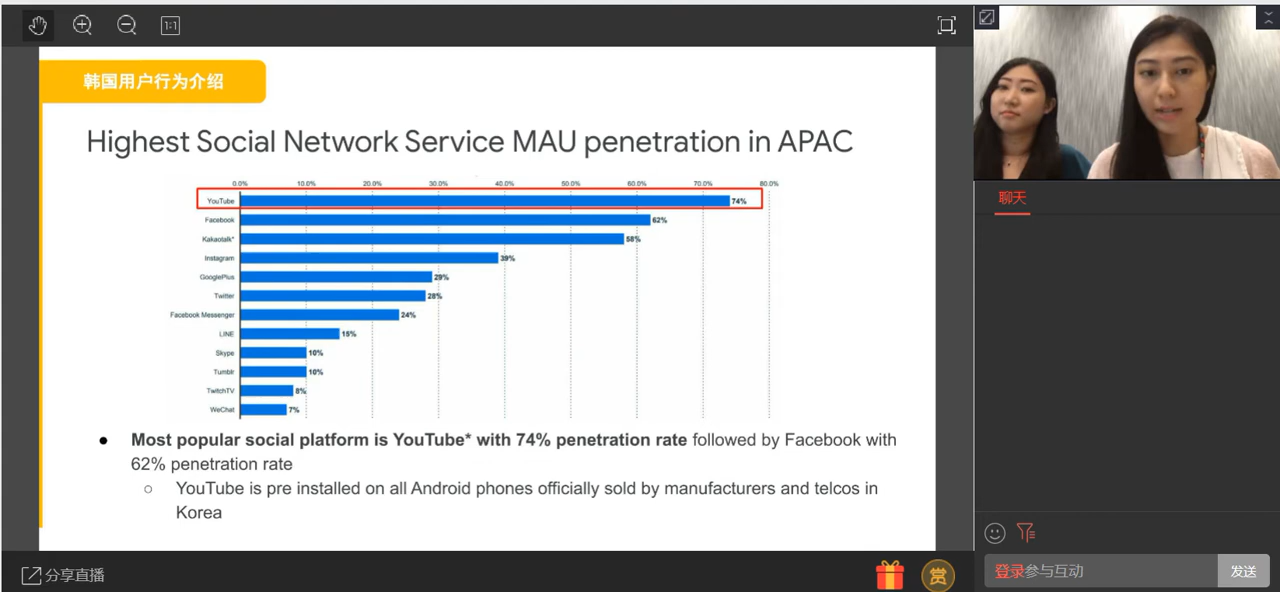 1:1
韩国用户行为介绍
Highest Social Network Service MAU penetration in APAC
0.0% 10.0% 20.0% 30.0% 40.0% 50.0% 60.0% 70.0% 80.0%
YouTube 74%
Facebook 62%
Kakaotalk* 58%
Instagram 39%
GooglePlus 29%
Twitter 28%
Facebook Messenger 24%
LINE 15%
Skype 10%
Tumblr 10%
TwitchTV 8%
WeChat 7%
● Most popular social platform is YouTube* with 74% penetration rate followed by Facebook with
62% penetration rate
○ YouTube is pre installed on all Android phones officially sold by manufacturers and telcos in
Korea
分享直播
赏
聊天
登录参与互动
发送